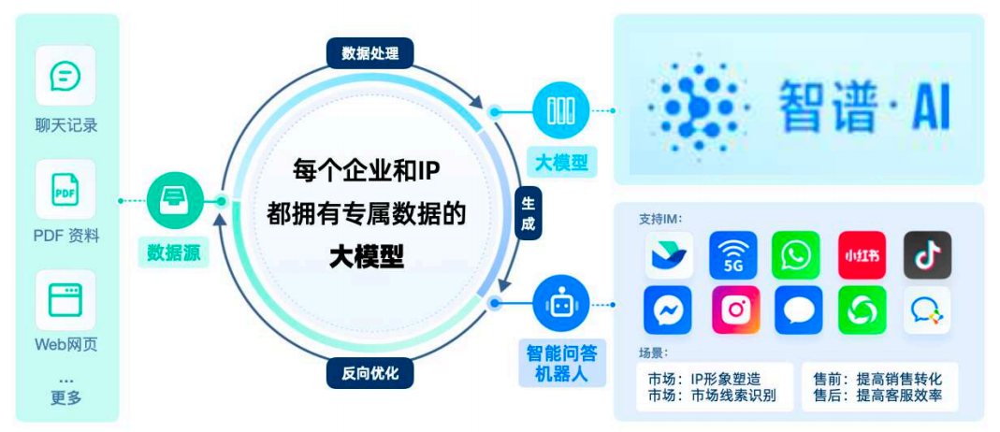 聊天记录
PDF
PDF 资料
Web网页
...
更多
数据源
数据处理
每个企业和IP
都拥有专属数据的
大模型
生成
反向优化
大模型
智能问答
机器人
智谱·AI
支持IM：
5G
小红书
场景：
市场：IP形象塑造
市场：市场线索识别
售前：提高销售转化
售后：提高客服效率